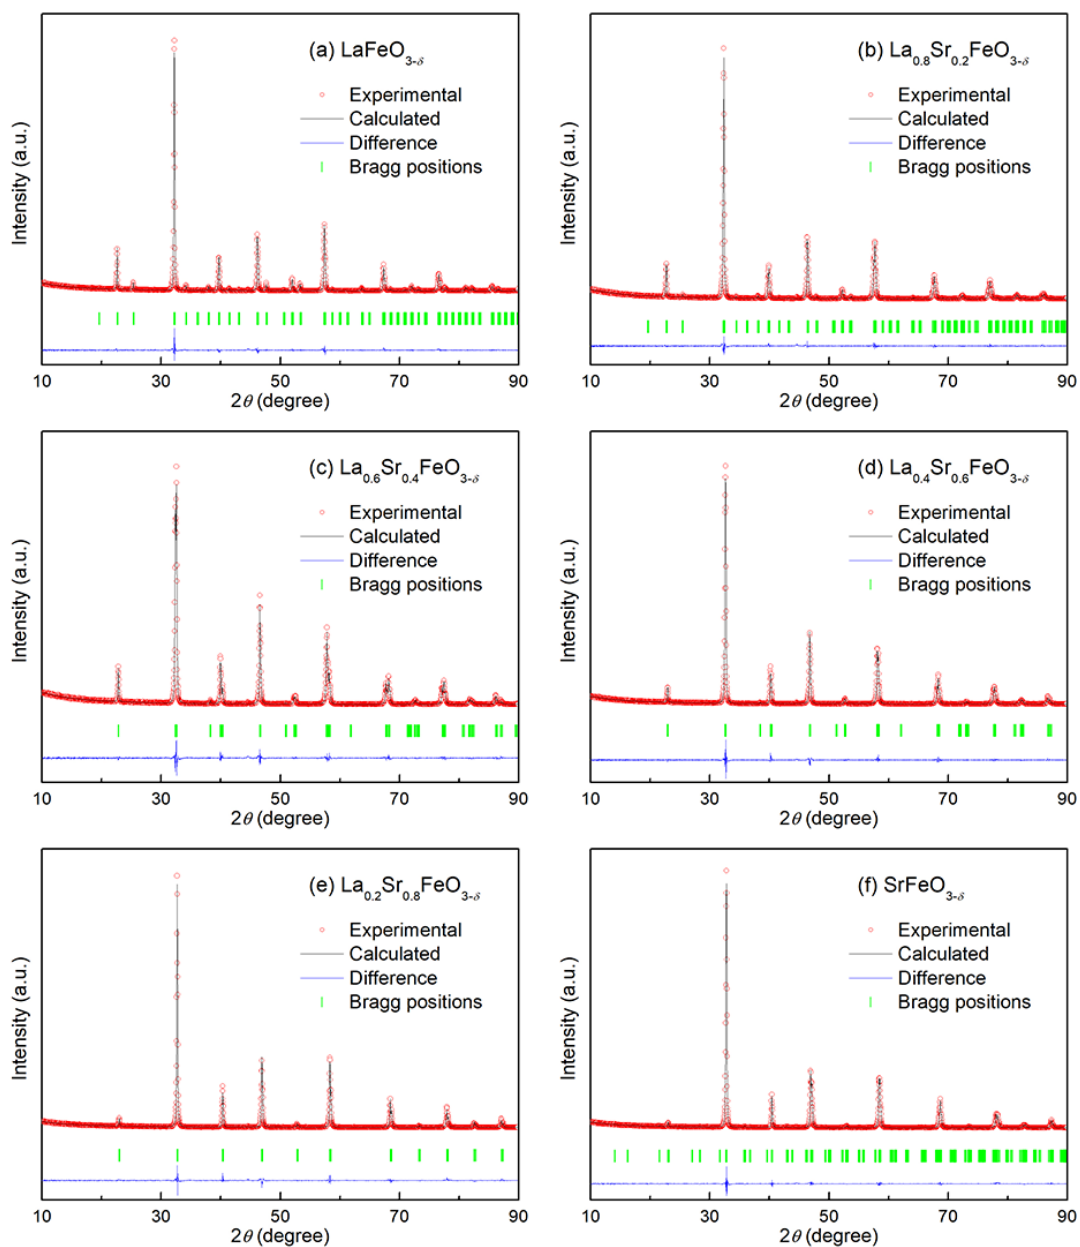 (a) LaFeO3-δ
Experimental
Calculated
Difference
Bragg positions
Intensity (a.u.)
10 30 50 70 90
2θ (degree)
(b) La0.8Sr0.2FeO3-δ
Experimental
Calculated
Difference
Bragg positions
Intensity (a.u.)
10 30 50 70 90
2θ (degree)
(c) La0.6Sr0.4FeO3-δ
Experimental
Calculated
Difference
Bragg positions
Intensity (a.u.)
10 30 50 70 90
2θ (degree)
(d) La0.4Sr0.6FeO3-δ
Experimental
Calculated
Difference
Bragg positions
Intensity (a.u.)
10 30 50 70 90
2θ (degree)
(e) La0.2Sr0.8FeO3-δ
Experimental
Calculated
Difference
Bragg positions
Intensity (a.u.)
10 30 50 70 90
2θ (degree)
(f) SrFeO3-δ
Experimental
Calculated
Difference
Bragg positions
Intensity (a.u.)
10 30 50 70 90
2θ (degree)